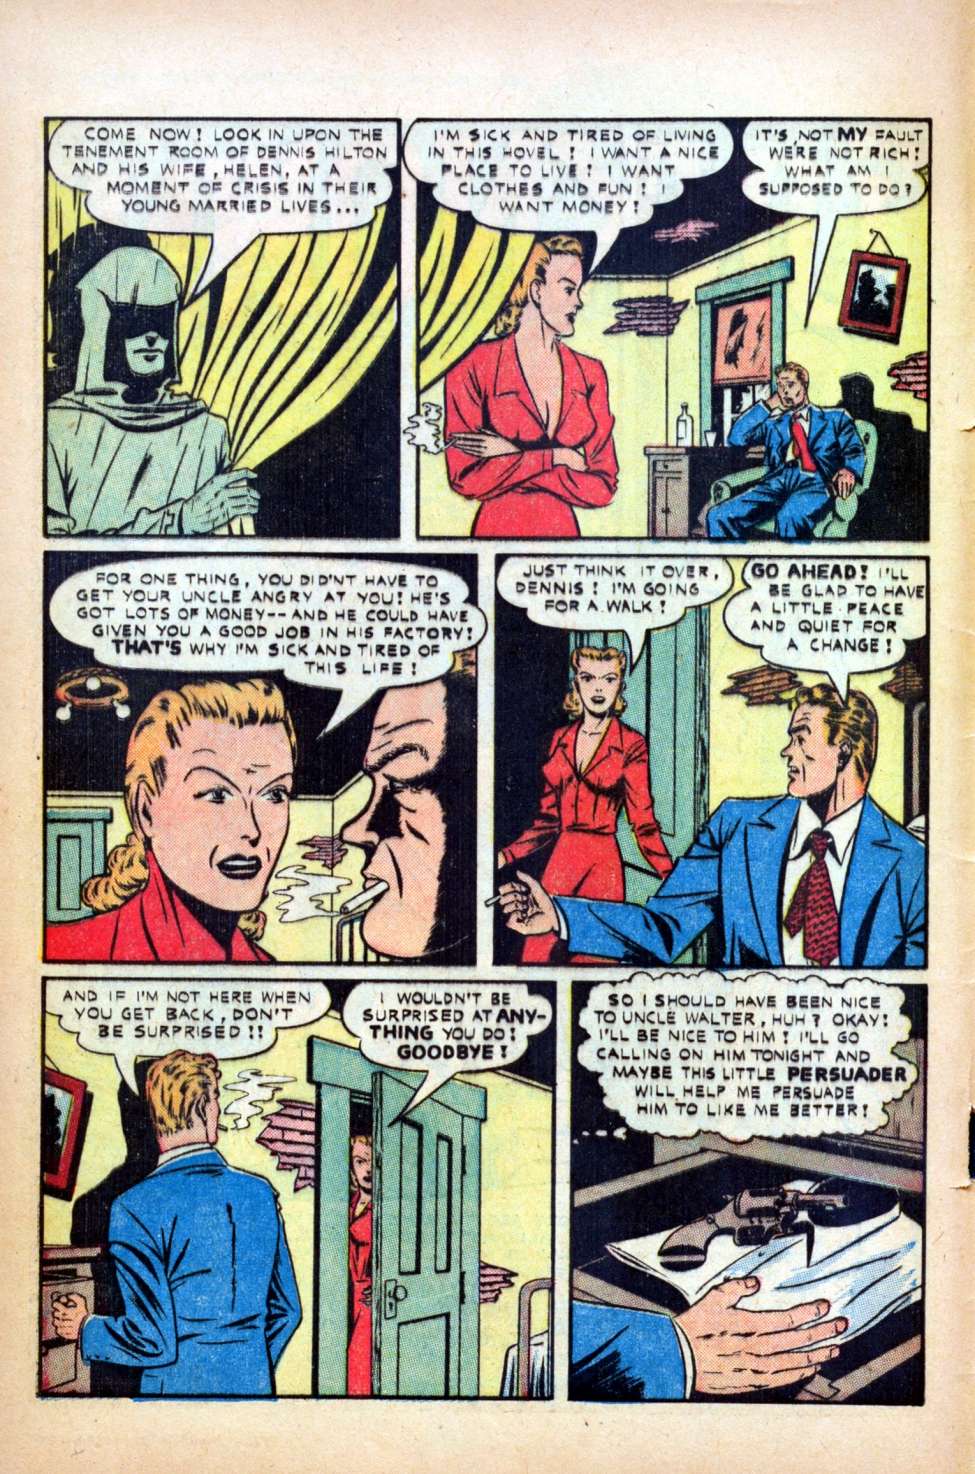 COME NOW! LOOK IN UPON THE
TENEMENT ROOM OF DENNIS HILTON
AND HIS WIFE, HELEN, AT A
MOMENT OF CRISIS IN THEIR
YOUNG MARRIED LIVES...
I'M SICK AND TIRED OF LIVING
IN THIS HOVEL! I WANT A NICE
PLACE TO LIVE! I WANT
CLOTHES AND FUN! I
WANT MONEY!
IT'S NOT MY FAULT
WE'RE NOT RICH!
WHAT AM I
SUPPOSED TO DO?
FOR ONE THING, YOU DID'NT HAVE TO
GET YOUR UNCLE ANGRY AT YOU! HE'S
GOT LOTS OF MONEY-- AND HE COULD HAVE
GIVEN YOU A GOOD JOB IN HIS FACTORY!
THAT'S WHY I'M SICK AND TIRED OF
THIS LIFE!
JUST THINK IT OVER,
DENNIS! I'M GOING
FOR A WALK!
GO AHEAD! I'LL
BE GLAD TO HAVE
A LITTLE PEACE
AND QUIET FOR
A CHANGE!
AND IF I'M NOT HERE WHEN
YOU GET BACK, DON'T
BE SURPRISED!!
I WOULDN'T BE
SURPRISED AT ANY-
THING YOU DO!
GOODBYE!
SO I SHOULD HAVE BEEN NICE
TO UNCLE WALTER, HUH? OKAY!
I'LL BE NICE TO HIM! I'LL GO
CALLING ON HIM TONIGHT AND
MAYBE THIS LITTLE PERSUADER
WILL HELP ME PERSUADE
HIM TO LIKE ME BETTER!